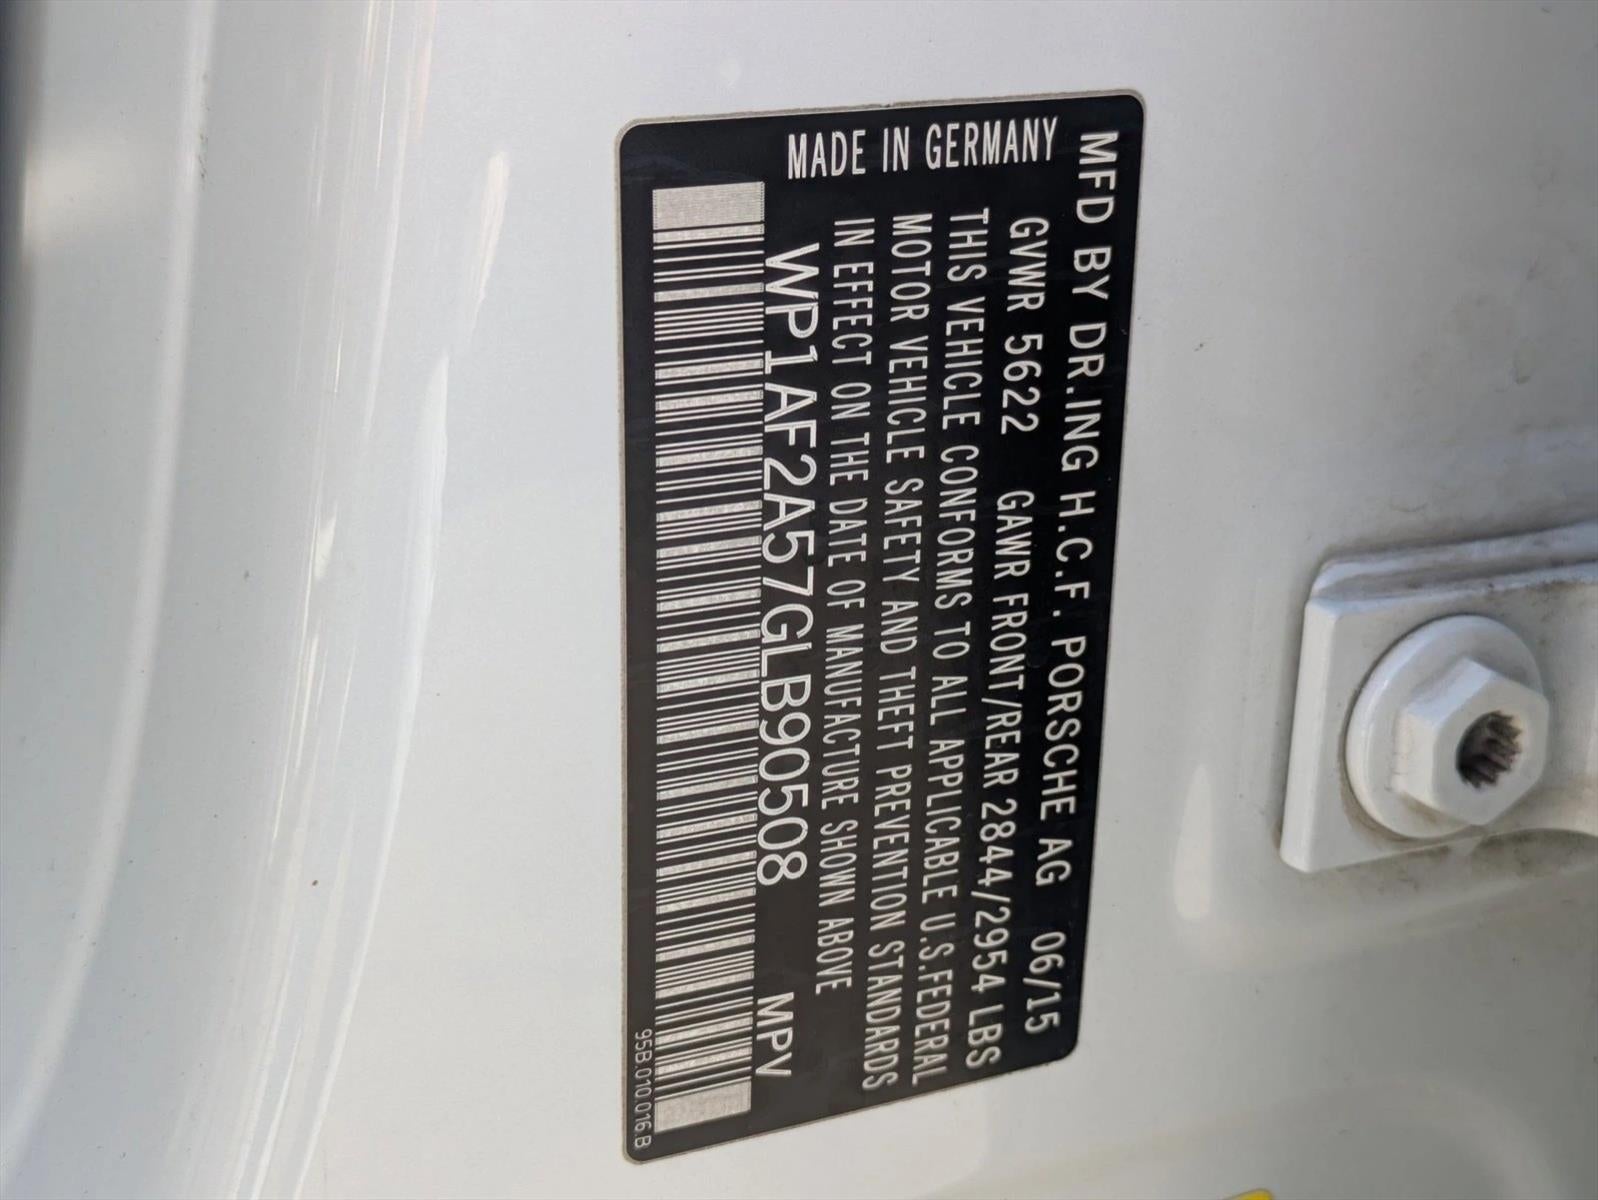 MFD BY DR.ING H.C.F. PORSCHE AG 06/15
MADE IN GERMANY
GVWR 5622 GAWR FRONT/REAR 2844/2954 LBS
THIS VEHICLE CONFORMS TO ALL APPLICABLE U.S.FEDERAL
MOTOR VEHICLE SAFETY AND THEFT PREVENTION STANDARDS
IN EFFECT ON THE DATE OF MANUFACTURE SHOWN ABOVE
WP1AF2A57GLB90508 MPV
95B.010.016.B